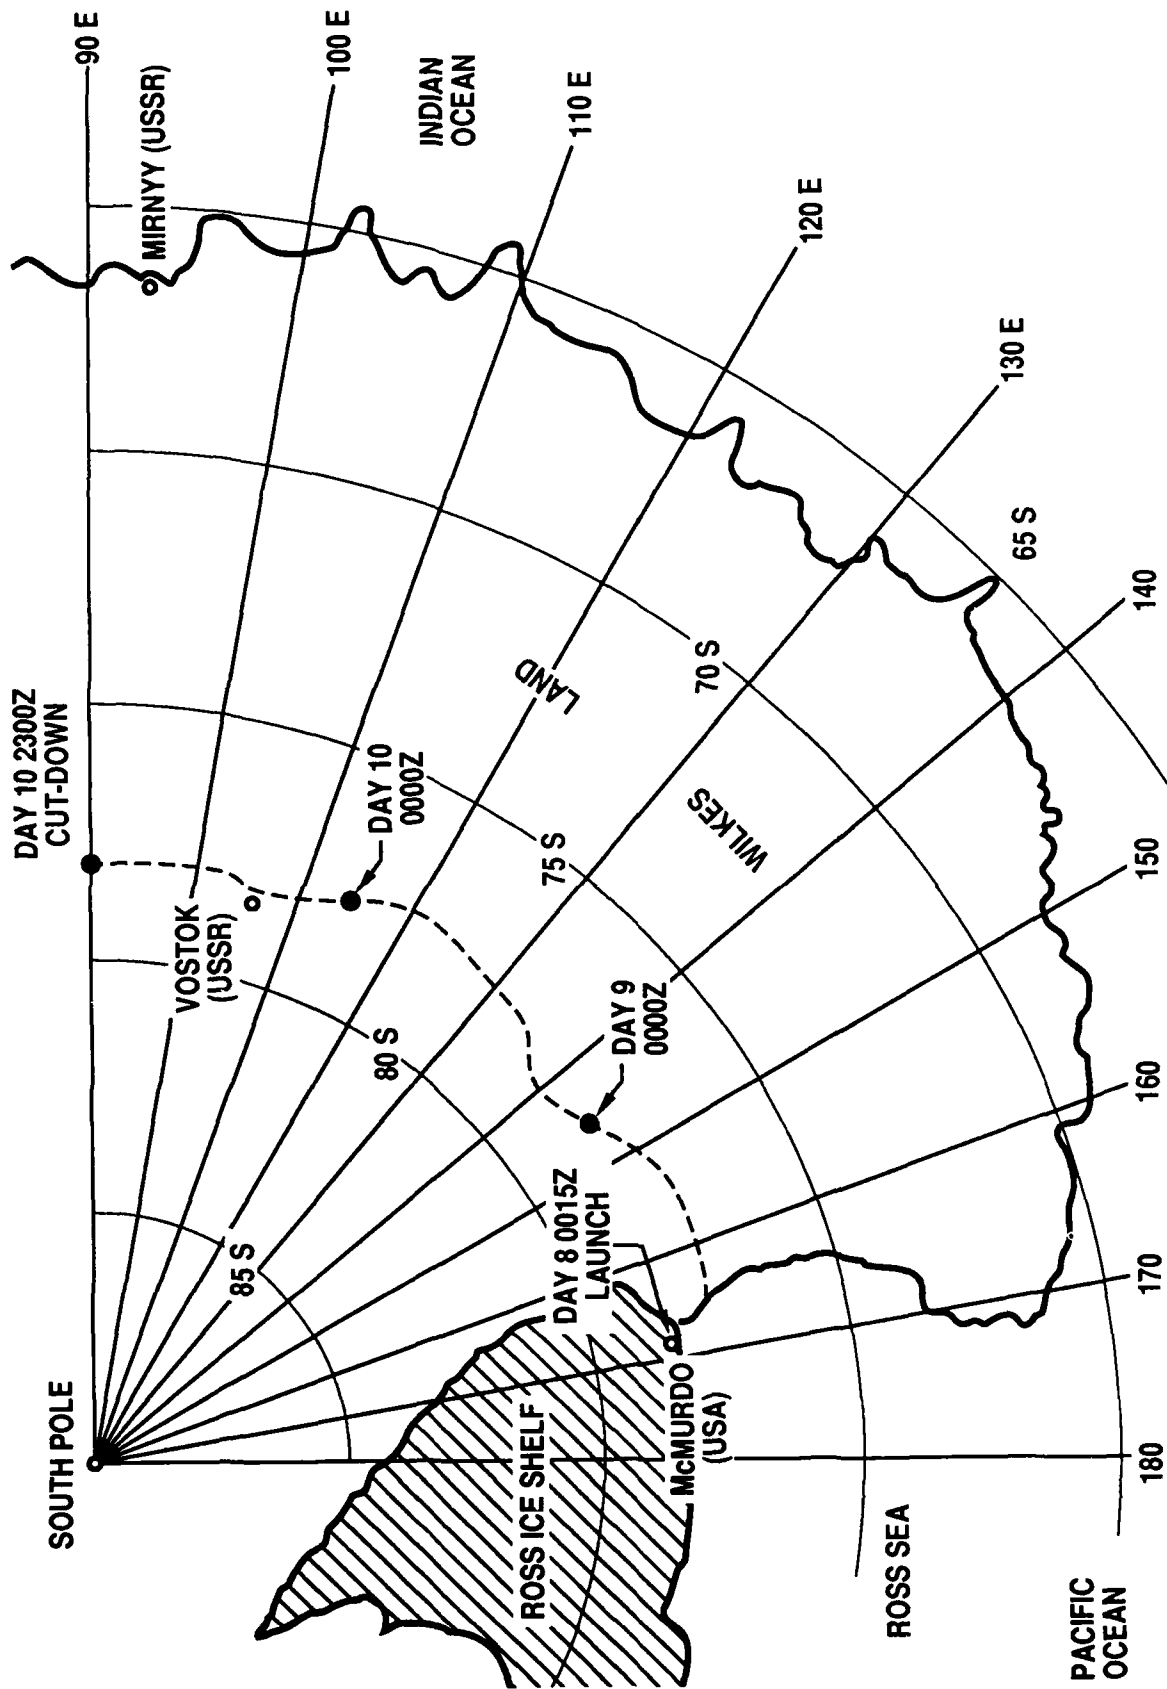 90 E
MIRNYY (USSR)
100 E
INDIAN
OCEAN
110 E
120 E
130 E
65 S
140
150
160
170
180
DAY 10 2300Z
CUT-DOWN
VOSTOK
(USSR)
DAY 10
0000Z
LAND
WILKES
70 S
75 S
80 S
85 S
DAY 9
0000Z
DAY 8 0015Z
LAUNCH
SOUTH POLE
ROSS ICE SHELF
McMURDO
(USA)
ROSS SEA
PACIFIC
OCEAN